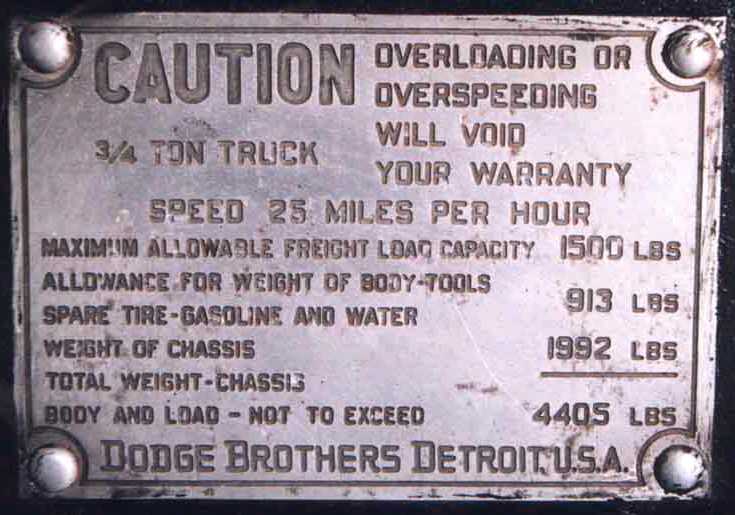 CAUTION
OVERLOADING OR
OVERSPEEDING
WILL VOID
YOUR WARRANTY
3/4 TON TRUCK
SPEED 25 MILES PER HOUR
MAXIMUM ALLOWABLE FREIGHT LOAD CAPACITY 1500 LBS
ALLOWANCE FOR WEIGHT OF BODY-TOOLS
SPARE TIRE-GASOLINE AND WATER 913 LBS
WEIGHT OF CHASSIS 1992 LBS
TOTAL WEIGHT-CHASSIS
BODY AND LOAD - NOT TO EXCEED 4405 LBS
DODGE BROTHERS DETROIT. U.S.A.